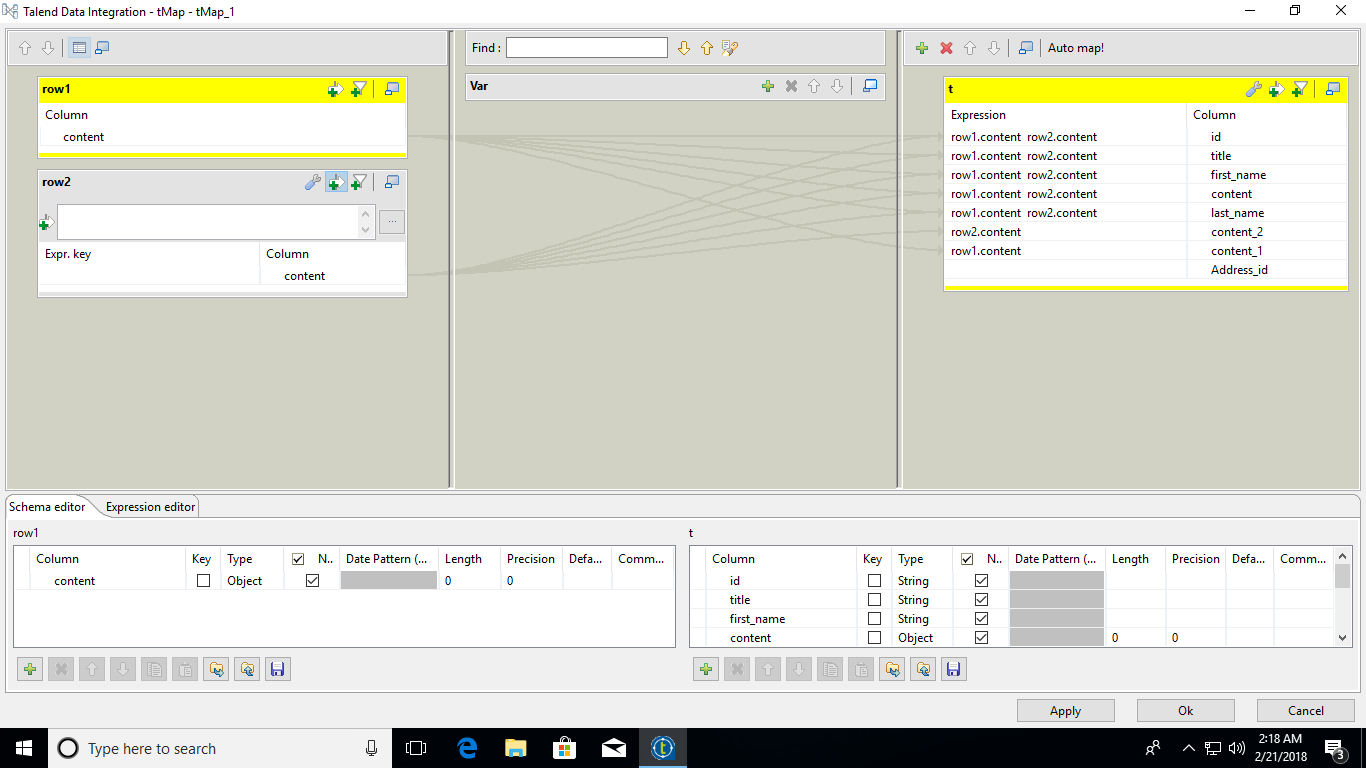 Talend Data Integration - tMap - tMap_1
Find :
Auto map!
row1
Column
content
row2
...
Expr. key Column
content
Var
t
Expression Column
row1.content row2.content id
row1.content row2.content title
row1.content row2.content first_name
row1.content row2.content content
row1.content row2.content last_name
row2.content content_2
row1.content content_1
Address_id
Schema editor Expression editor
row1
Column Key Type N.. Date Pattern (... Length Precision Defa... Comm...
content Object 0 0
t
Column Key Type N.. Date Pattern (... Length Precision Defa... Comm...
id String
title String
first_name String
content Object 0 0
Apply Ok Cancel
Type here to search
e
t
2:18 AM
2/21/2018
3